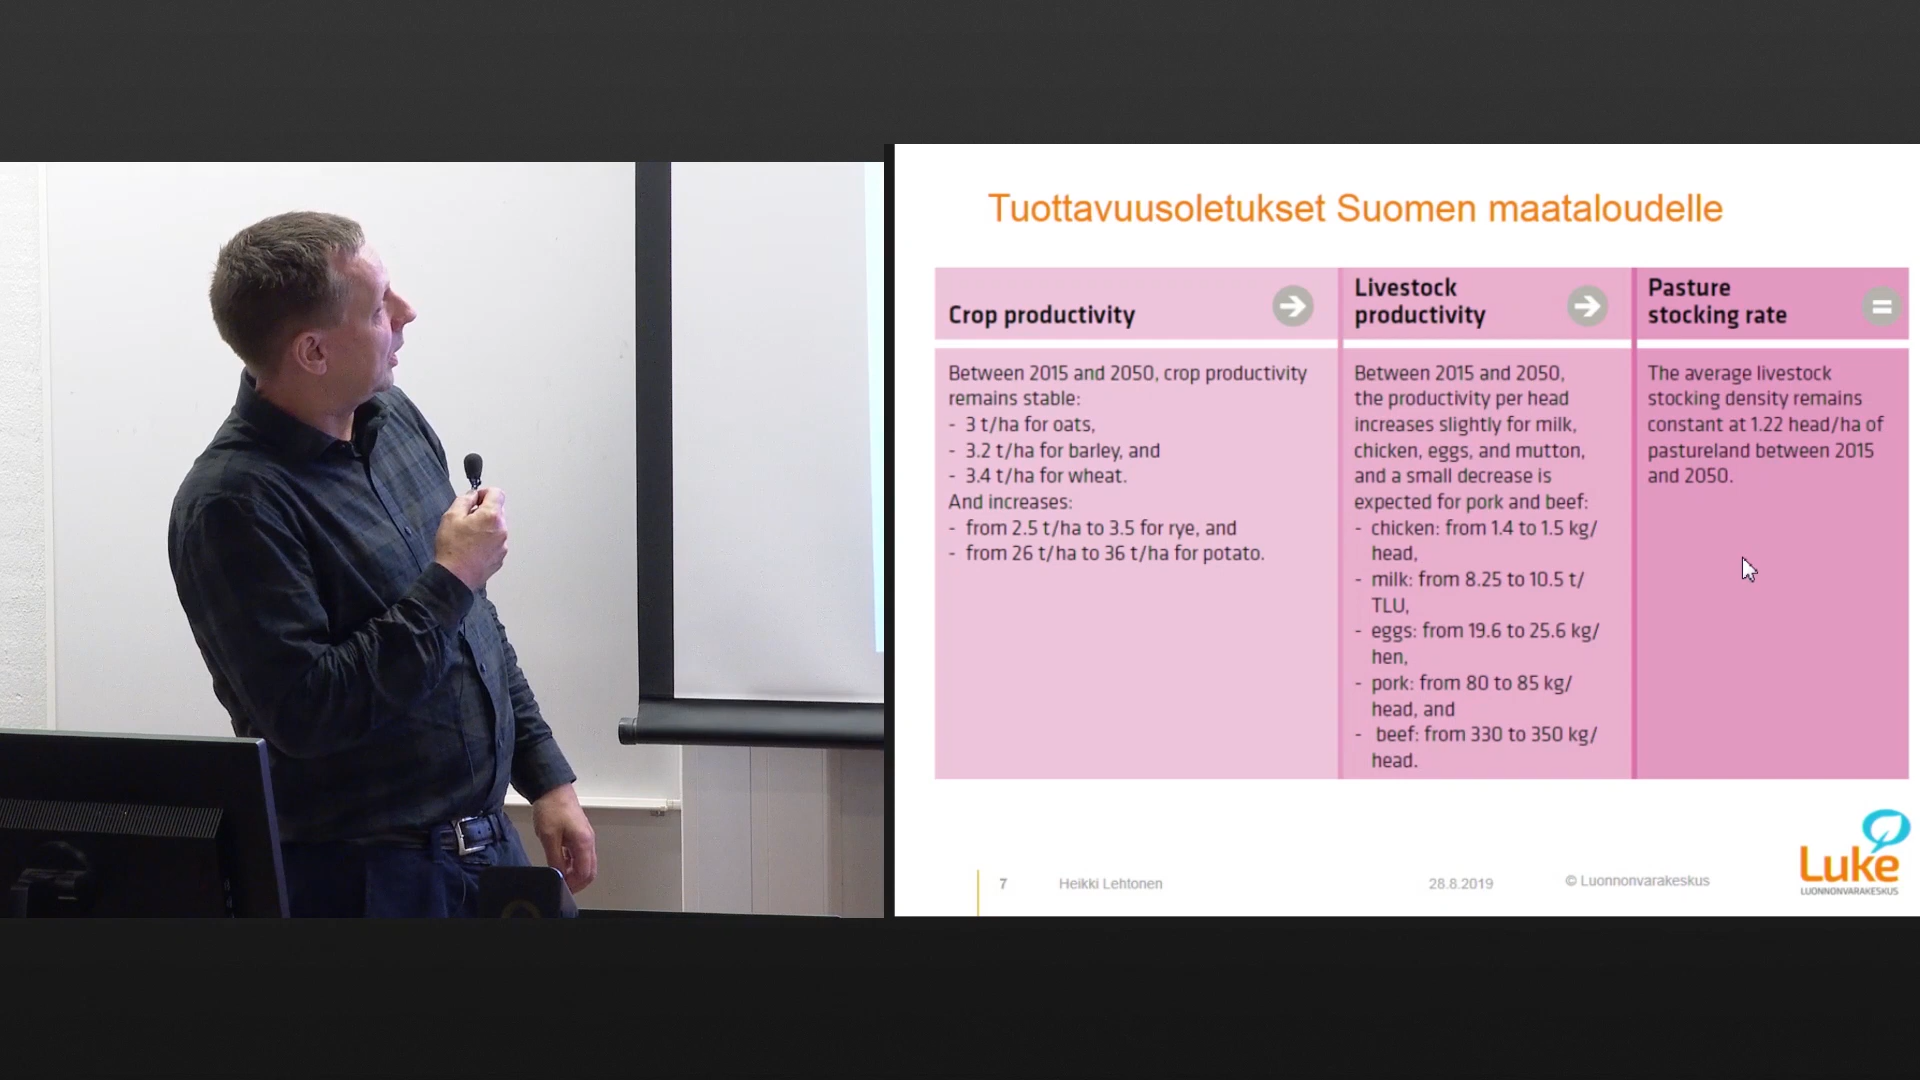 Tuottavuusoletukset Suomen maataloudelle
Crop productivity
Between 2015 and 2050, crop productivity
remains stable:
- 3 t/ha for oats,
- 3.2 t/ha for barley, and
- 3.4 t/ha for wheat.
And increases:
- from 2.5 t/ha to 3.5 for rye, and
- from 26 t/ha to 36 t/ha for potato.
Livestock
productivity
Between 2015 and 2050,
the productivity per head
increases slightly for milk,
chicken, eggs, and mutton,
and a small decrease is
expected for pork and beef:
- chicken: from 1.4 to 1.5 kg/
head,
- milk: from 8.25 to 10.5 t/
TLU,
- eggs: from 19.6 to 25.6 kg/
hen,
- pork: from 80 to 85 kg/
head, and
- beef: from 330 to 350 kg/
head.
Pasture
stocking rate
=
The average livestock
stocking density remains
constant at 1.22 head/ha of
pastureland between 2015
and 2050.
7
Heikki Lehtonen
28.8.2019
© Luonnonvarakeskus
Luke
LUONNONVARAKESKUS